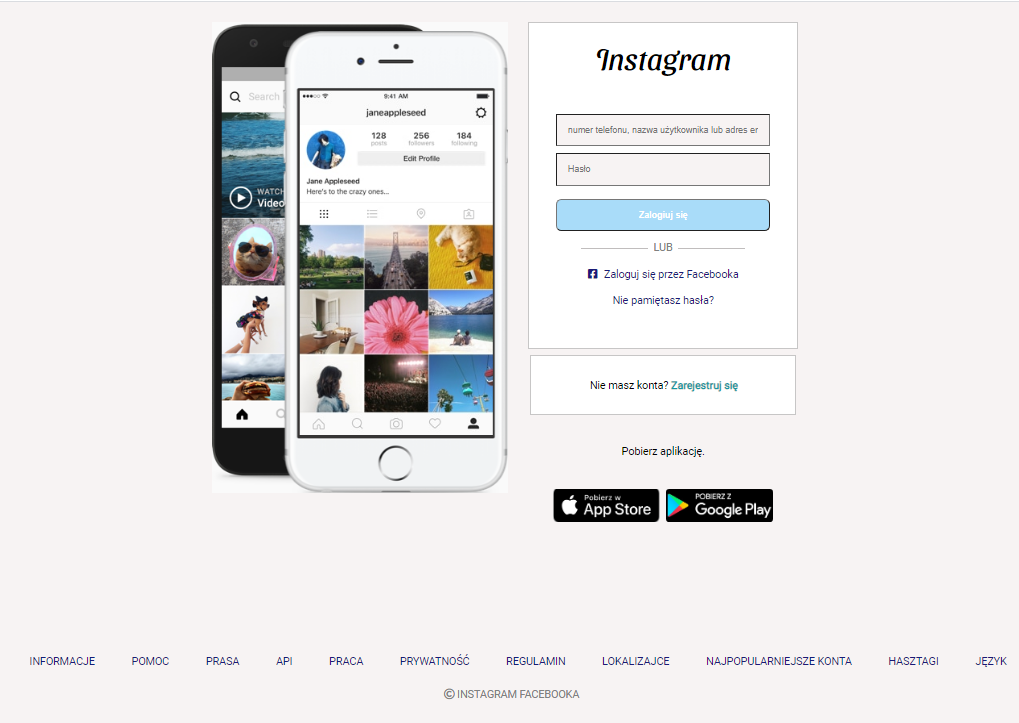 Search
WATCH
Video
9:41 AM
janeappleseed
128 256 184
posts followers following
Edit Profile
Jane Appleseed
Here's to the crazy ones...
Instagram
numer telefonu, nazwa użytkownika lub adres er
Hasło
Zalogiuj się
LUB
Zaloguj się przez Facebooka
Nie pamiętasz hasła?
Nie masz konta? Zarejestruj się
Pobierz aplikację.
Pobierz w
App Store
POBIERZ Z
Google Play
INFORMACJE POMOC PRASA API PRACA PRYWATNOŚĆ REGULAMIN LOKALIZAJCE NAJPOPULARNIEJSZE KONTA HASZTAGI JĘZYK
© INSTAGRAM FACEBOOKA